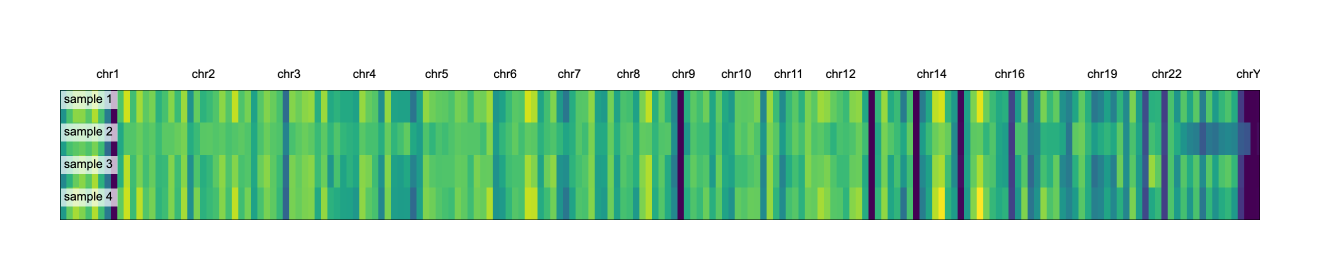 chr1 chr2 chr3 chr4 chr5 chr6 chr7 chr8 chr9 chr10 chr11 chr12 chr14 chr16 chr19 chr22 chrY
sample 1
sample 2
sample 3
sample 4